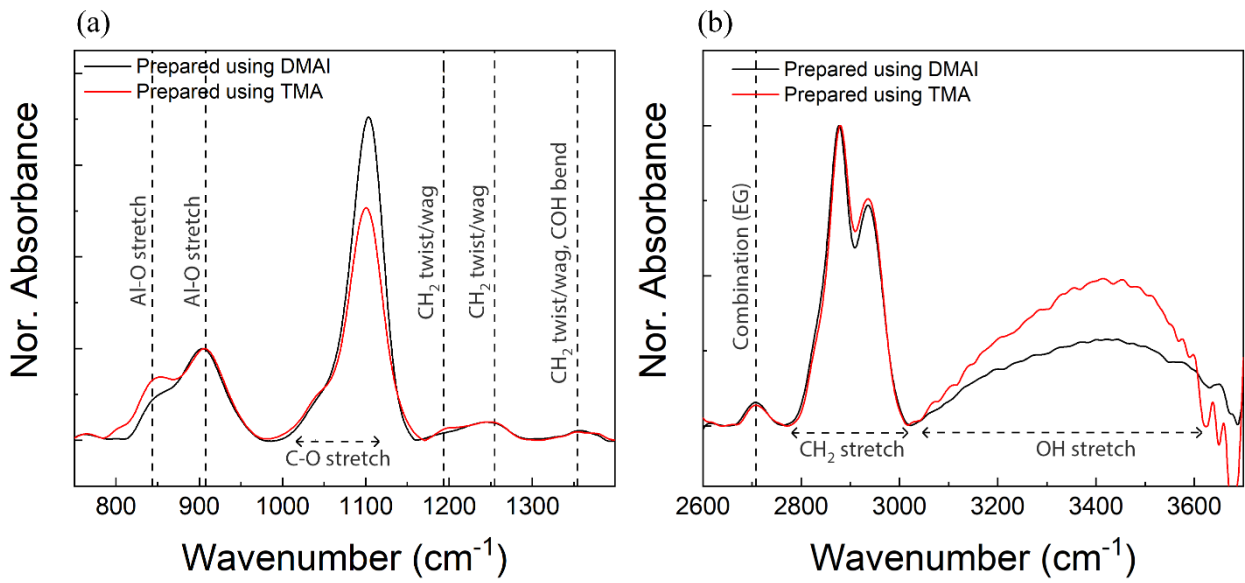 (a)
Prepared using DMAI
Prepared using TMA
Nor. Absorbance
Al-O stretch
Al-O stretch
CH₂ twist/wag
CH₂ twist/wag
CH₂ twist/wag, COH bend
C-O stretch
800 900 1000 1100 1200 1300
Wavenumber (cm⁻¹)
(b)
Prepared using DMAI
Prepared using TMA
Nor. Absorbance
Combination (EG)
CH₂ stretch
OH stretch
2600 2800 3000 3200 3400 3600
Wavenumber (cm⁻¹)